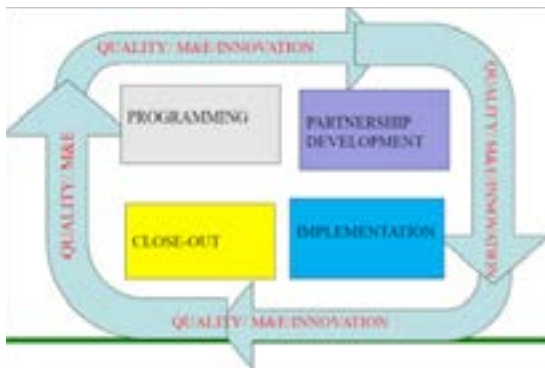 QUALITY/ M&E/INNOVATION
PROGRAMMING
PARTNERSHIP
DEVELOPMENT
QUALITY/ M&E/INNOVATION
QUALITY/ M&E
CLOSE-OUT
IMPLEMENTATION
QUALITY/ M&E/INNOVATION